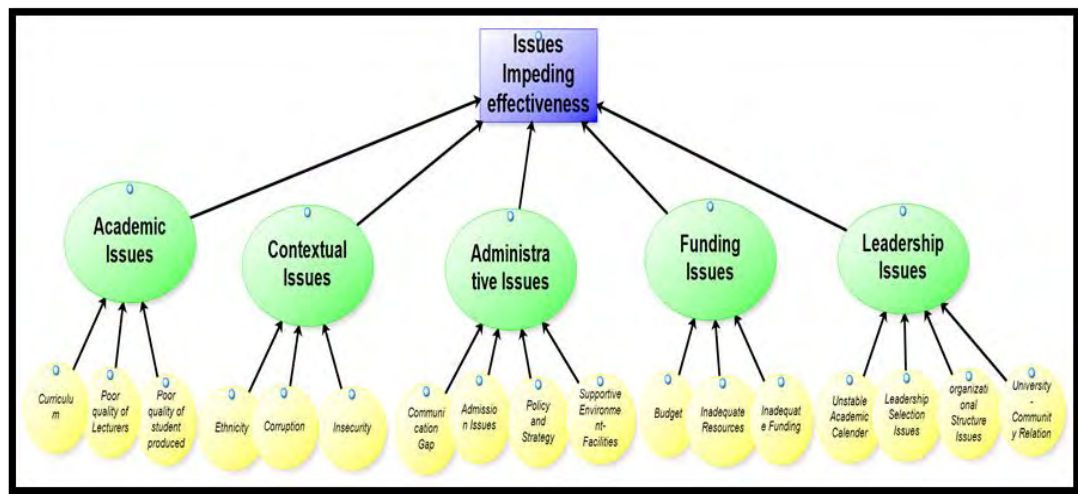 Issues
Impeding
effectiveness
Academic
Issues
Contextual
Issues
Administra
tive Issues
Funding
Issues
Leadership
Issues
Curriculu
m
Poor
quality of
Lecturers
Poor
quality of
student
produced
Ethnicity
Corruption
Insecurity
Communi
cation
Gap
Admissio
n Issues
Policy
and
Strategy
Supportive
Environme
nt-
Facilities
Budget
Inadequate
Resources
Inadequat
e Funding
Unstable
Academic
Calender
Leadership
Selection
Issues
organizati
onal
Structure
Issues
University
-
Communit
y Relation